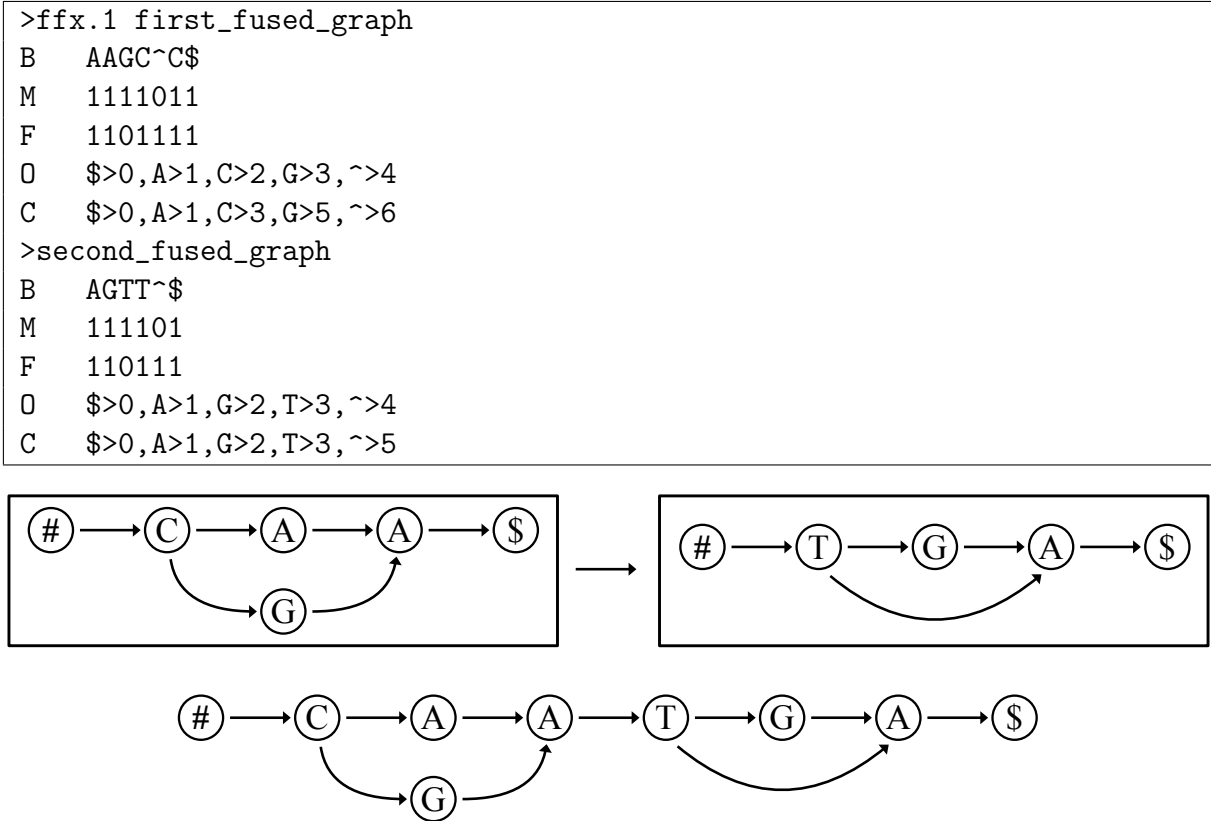 >ffx.1 first_fused_graph
B AAGC^C$
M 1111011
F 1101111
O $>0,A>1,C>2,G>3,^>4
C $>0,A>1,C>3,G>5,^>6
>second_fused_graph
B AGTT^$
M 111101
F 110111
O $>0,A>1,G>2,T>3,^>4
C $>0,A>1,G>2,T>3,^>5
# C A A $
G
# T G A $
# C A A T G A $
G